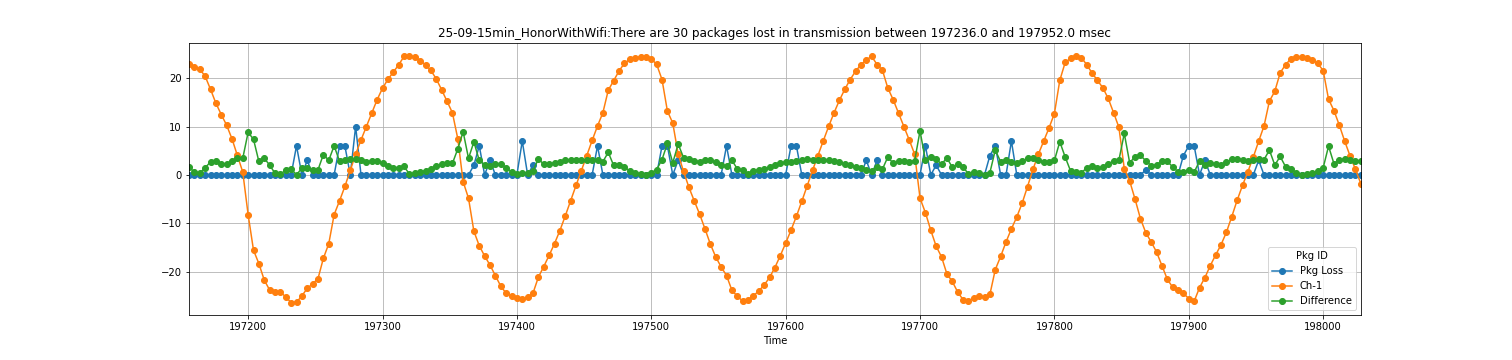 25-09-15min_HonorWithWifi:There are 30 packages lost in transmission between 197236.0 and 197952.0 msec
20
10
0
−10
−20
197200 197300 197400 197500 197600 197700 197800 197900 198000
Time
Pkg ID
Pkg Loss
Ch-1
Difference